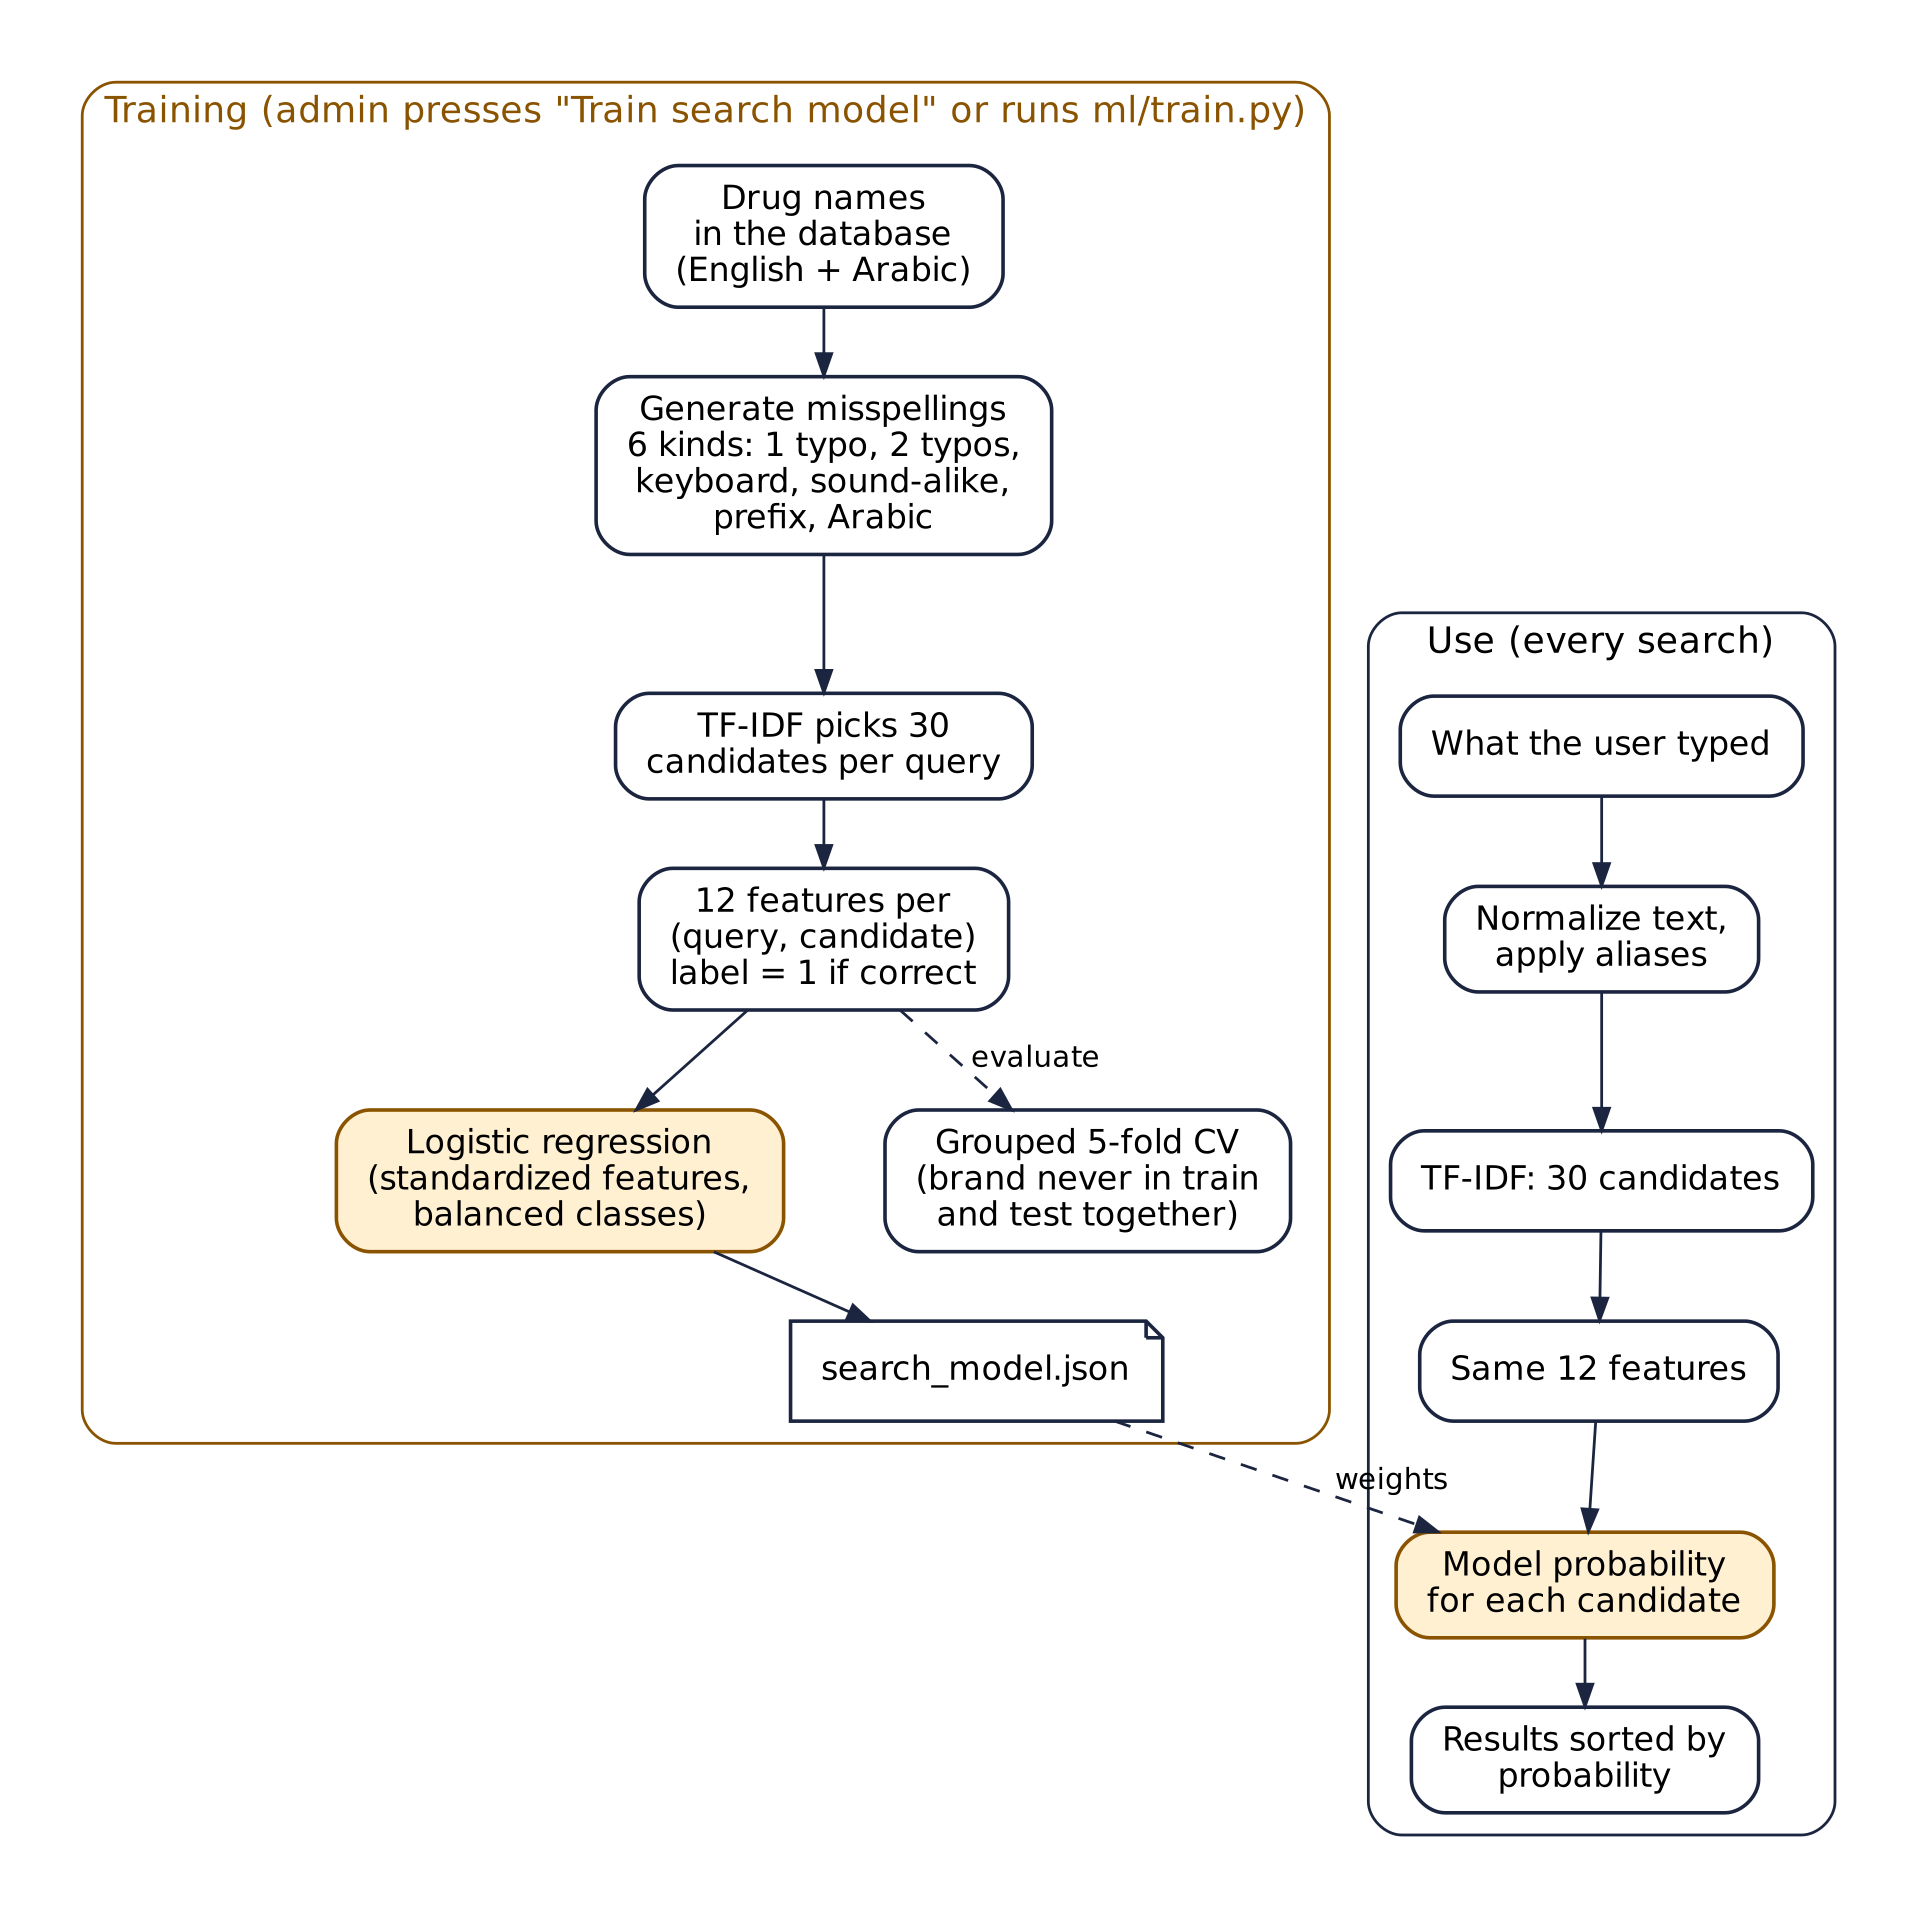 Training (admin presses "Train search model" or runs ml/train.py)
Drug names
in the database
(English + Arabic)
Generate misspellings
6 kinds: 1 typo, 2 typos,
keyboard, sound-alike,
prefix, Arabic
TF-IDF picks 30
candidates per query
12 features per
(query, candidate)
label = 1 if correct
evaluate
Logistic regression
(standardized features,
balanced classes)
Grouped 5-fold CV
(brand never in train
and test together)
search_model.json
weights
Use (every search)
What the user typed
Normalize text,
apply aliases
TF-IDF: 30 candidates
Same 12 features
Model probability
for each candidate
Results sorted by
probability